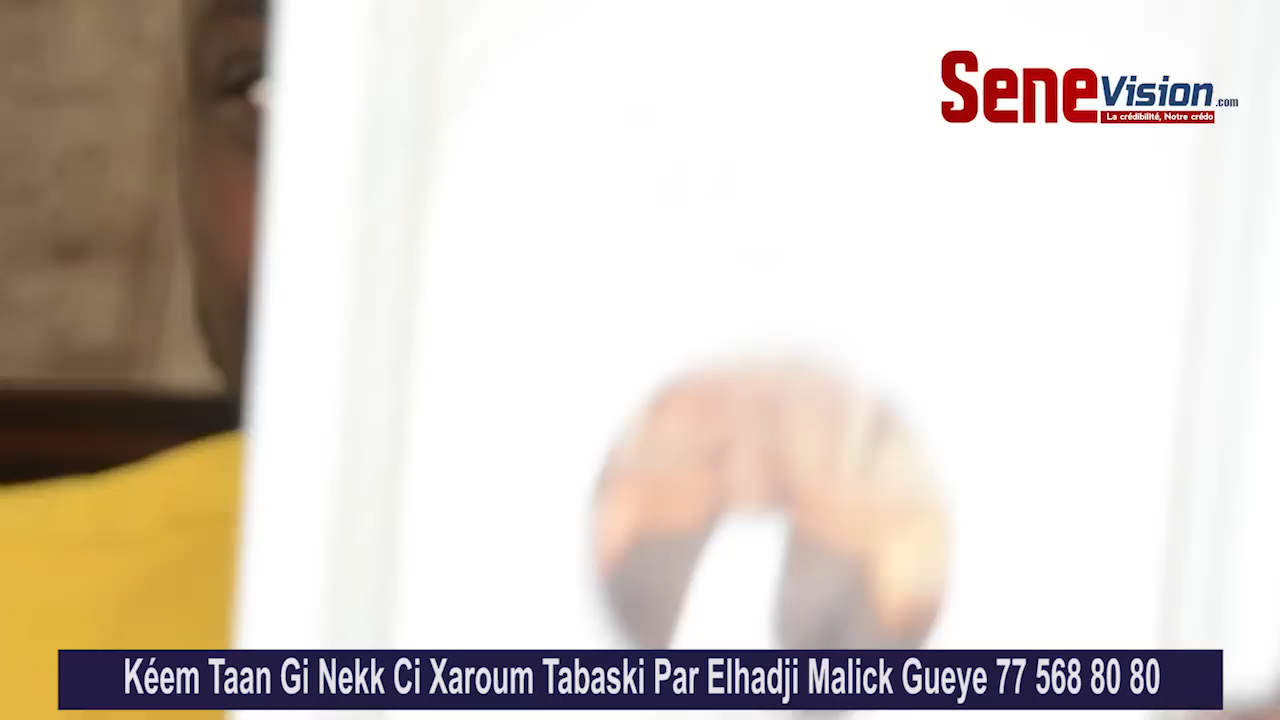 SeneVision.com
La crédibilité, Notre crédo
Kéem Taan Gi Nekk Ci Xaroum Tabaski Par Elhadji Malick Gueye 77 568 80 80